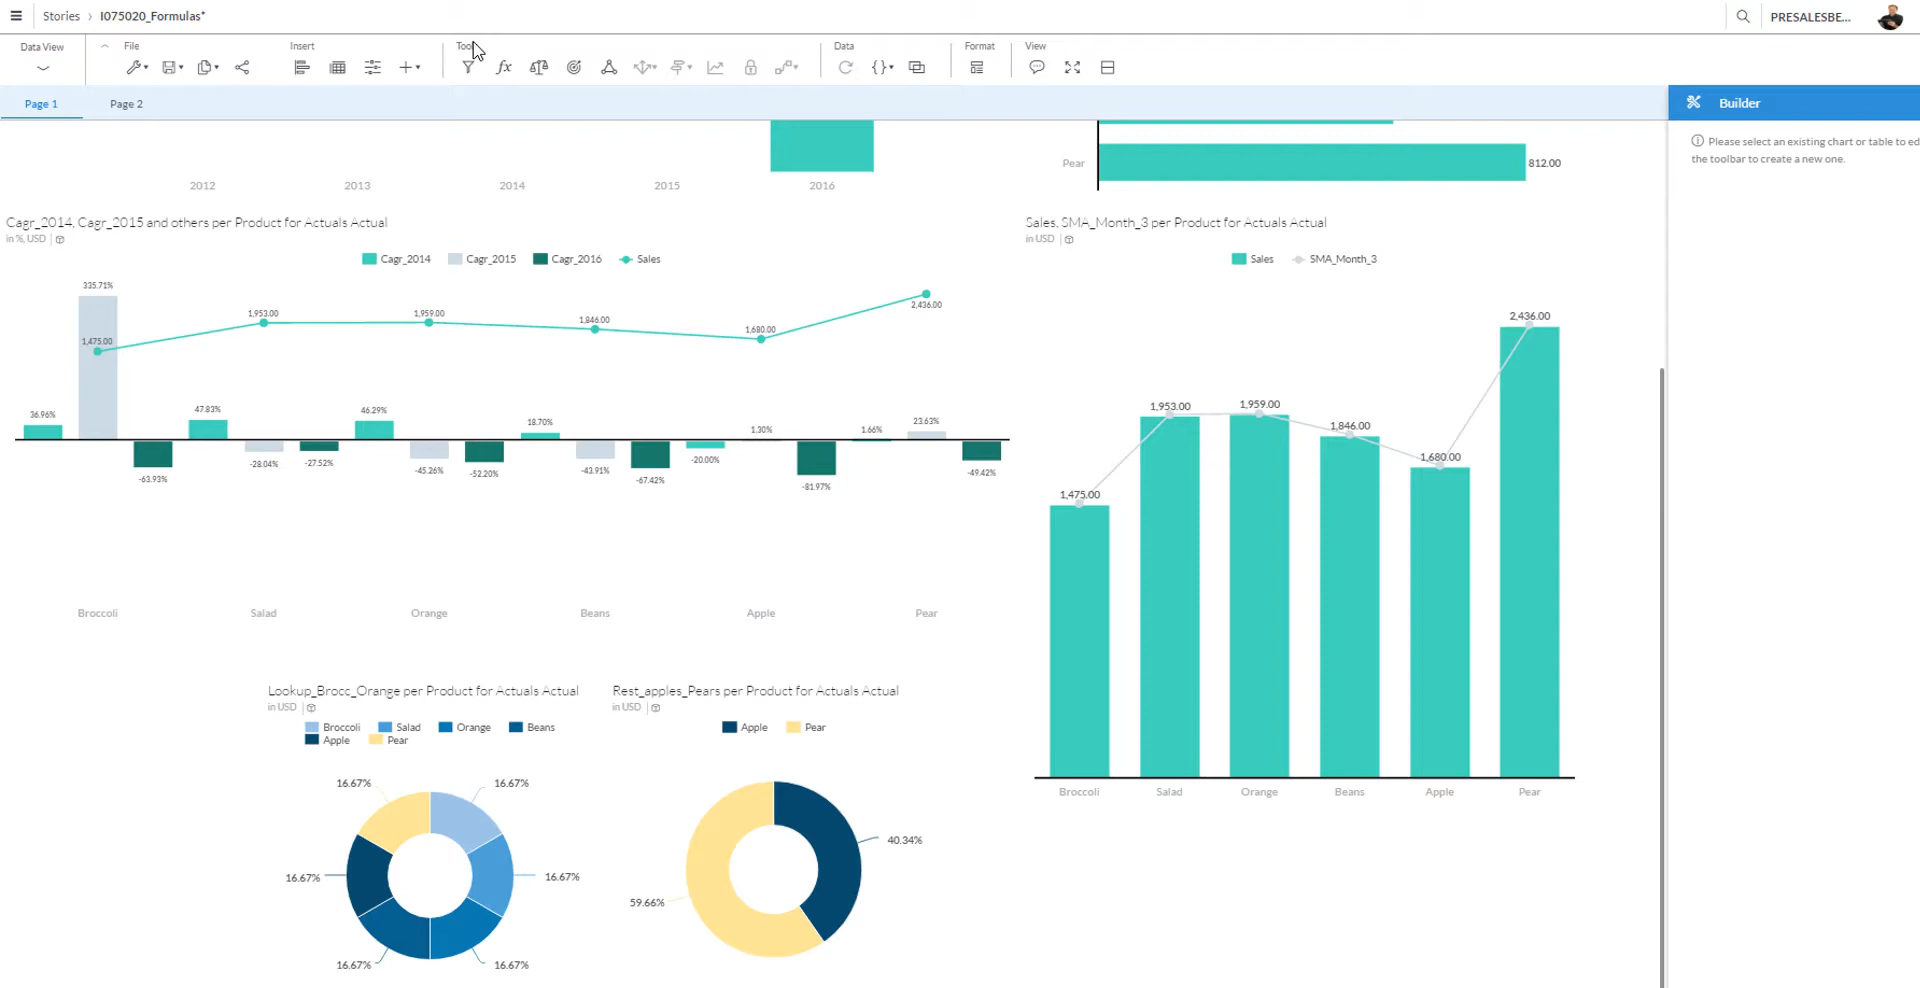 Stories › I075020_Formulas*
PRESALESBE...
Data View
File
Insert
Data
Format
View
fx
Page 1
Page 2
Builder
Please select an existing chart or table to ed
the toolbar to create a new one.
2012 2013 2014 2015 2016
Pear 812.00
Cagr_2014, Cagr_2015 and others per Product for Actuals Actual
in %, USD
Cagr_2014 Cagr_2015 Cagr_2016 Sales
335.71%
1,475.00 1,953.00 1,959.00 1,846.00 1,680.00 2,436.00
36.96% 47.83% 46.29% 18.70% 1.30% 1.66% 23.63%
-63.93% -28.04% -27.52% -45.26% -52.20% -43.91% -67.42% -20.00% -81.97% -49.42%
Broccoli Salad Orange Beans Apple Pear
Sales, SMA_Month_3 per Product for Actuals Actual
in USD
Sales SMA_Month_3
1,475.00 1,953.00 1,959.00 1,846.00 1,680.00 2,436.00
Broccoli Salad Orange Beans Apple Pear
Lookup_Brocc_Orange per Product for Actuals Actual
in USD
Broccoli Salad Orange Beans
Apple Pear
16.67% 16.67%
16.67% 16.67%
16.67% 16.67%
Rest_apples_Pears per Product for Actuals Actual
in USD
Apple Pear
40.34%
59.66%